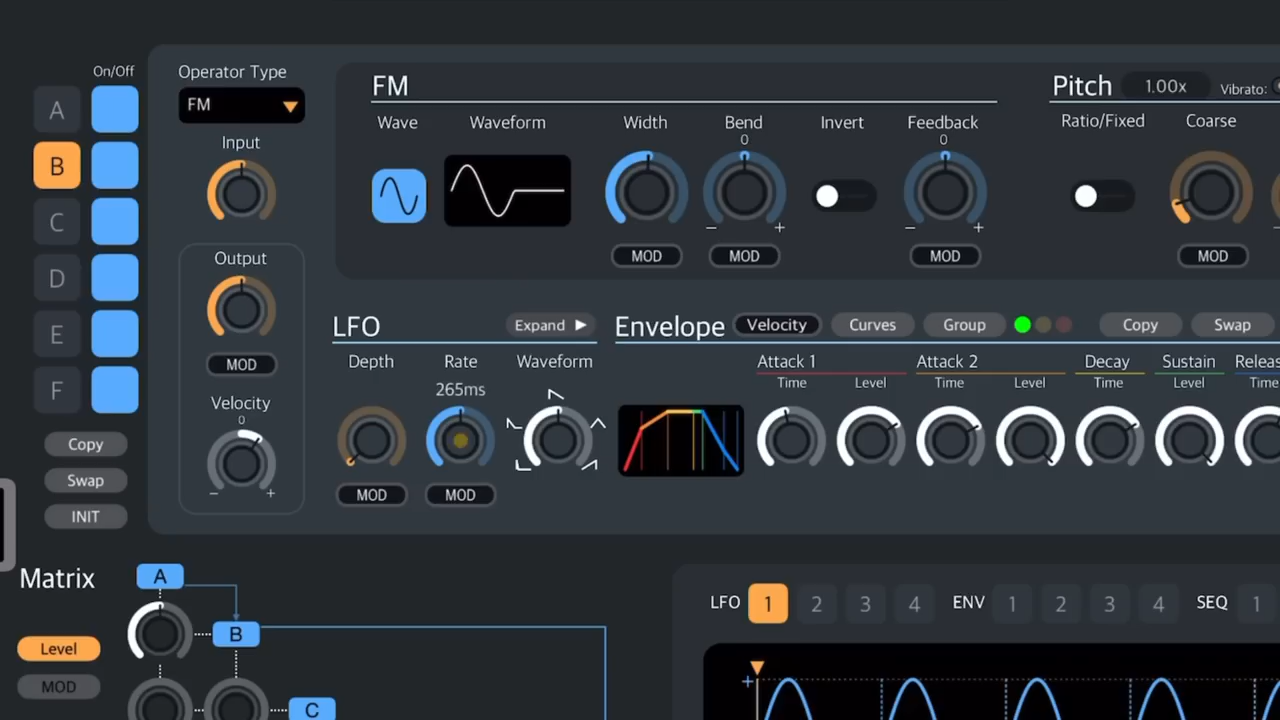 On/Off
A
B
C
D
E
F
Copy
Swap
INIT
Operator Type
FM
Input
Output
MOD
Velocity
0
− +
FM
Wave Waveform Width Bend Invert Feedback
0 0
− + − +
MOD MOD MOD
Pitch 1.00x Vibrato:
Ratio/Fixed Coarse
MOD
LFO Expand
Depth Rate Waveform
265ms
MOD MOD
Envelope Velocity Curves Group Copy Swap
Attack 1 Attack 2 Decay Sustain Releas
Time Level Time Level Time Level Time
Matrix
Level
MOD
A
B
C
LFO 1 2 3 4 ENV 1 2 3 4 SEQ 1
+